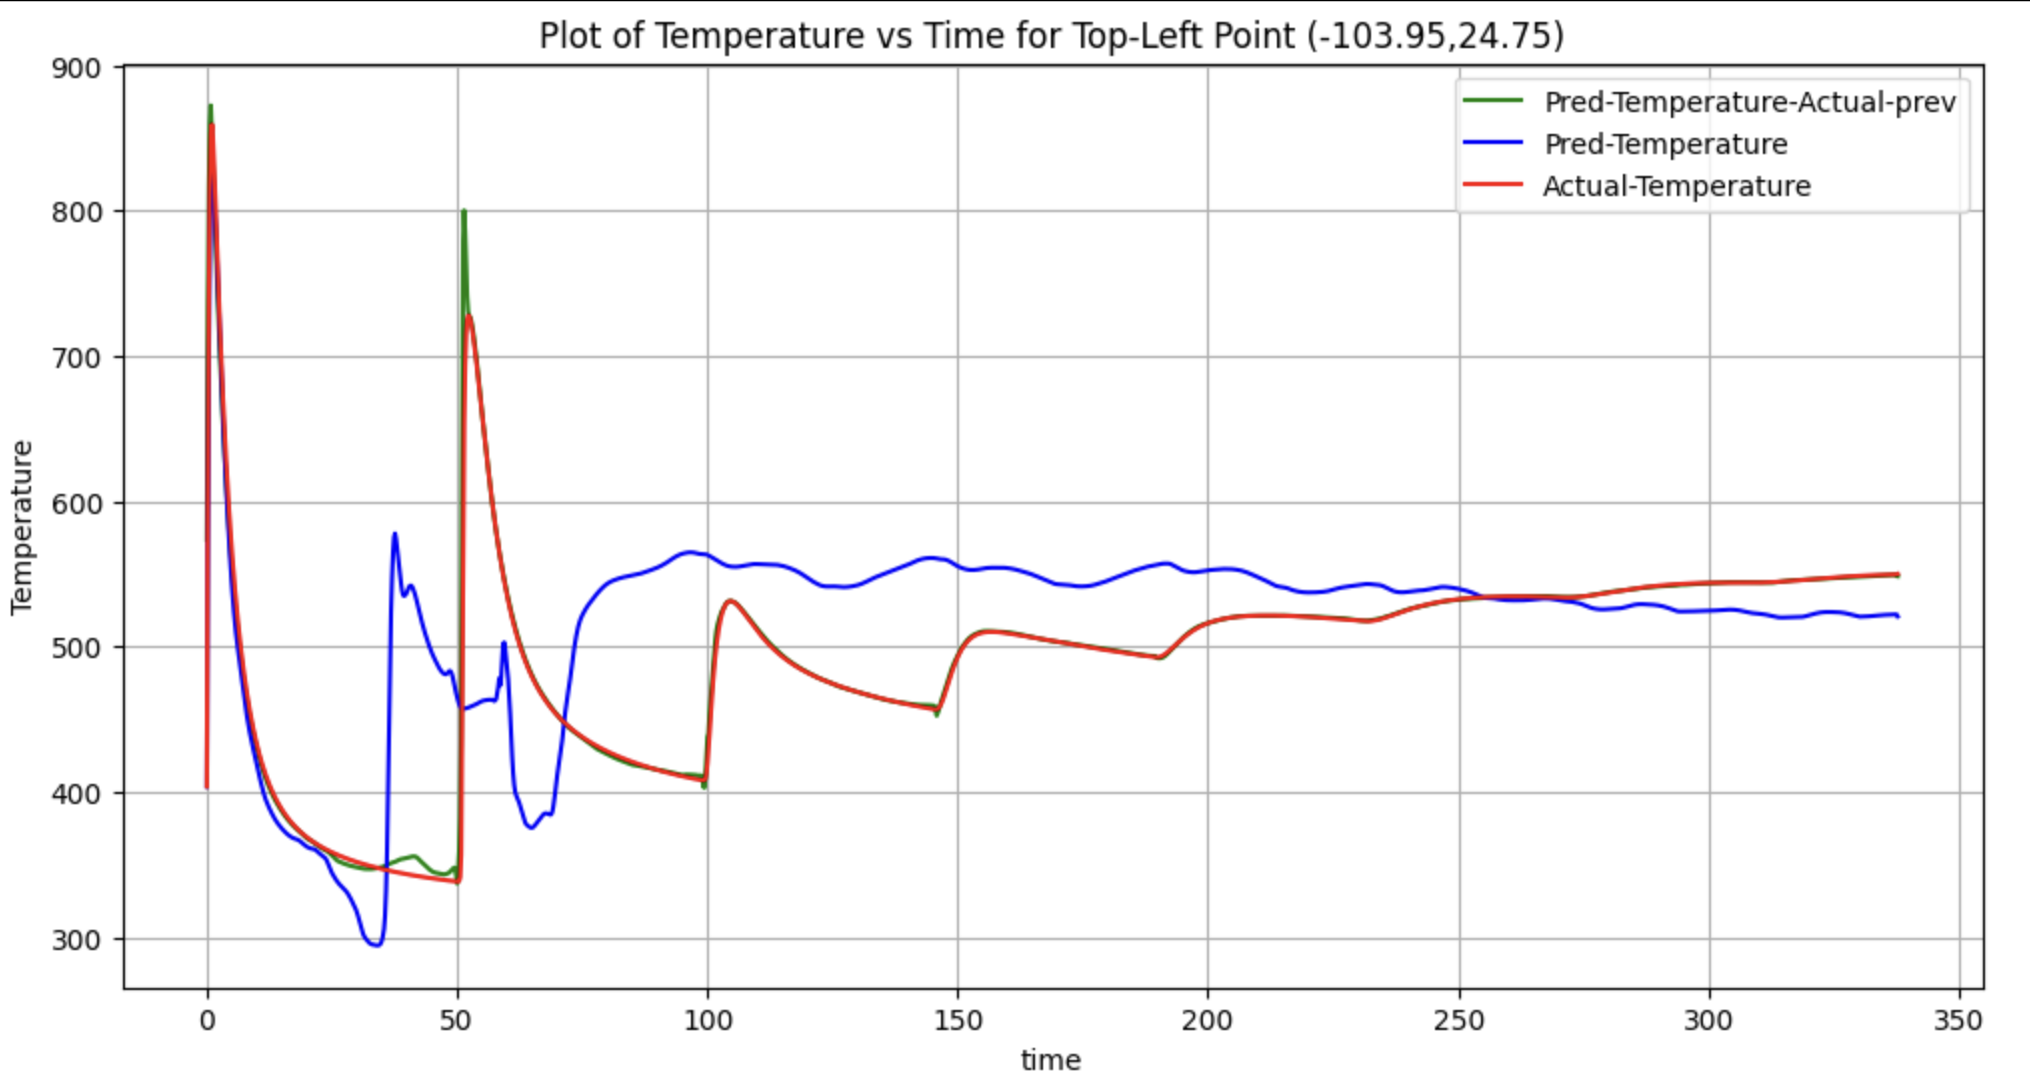 Plot of Temperature vs Time for Top-Left Point (-103.95,24.75)
900
800
700
600
500
400
300
Temperature
Pred-Temperature-Actual-prev
Pred-Temperature
Actual-Temperature
0 50 100 150 200 250 300 350
time